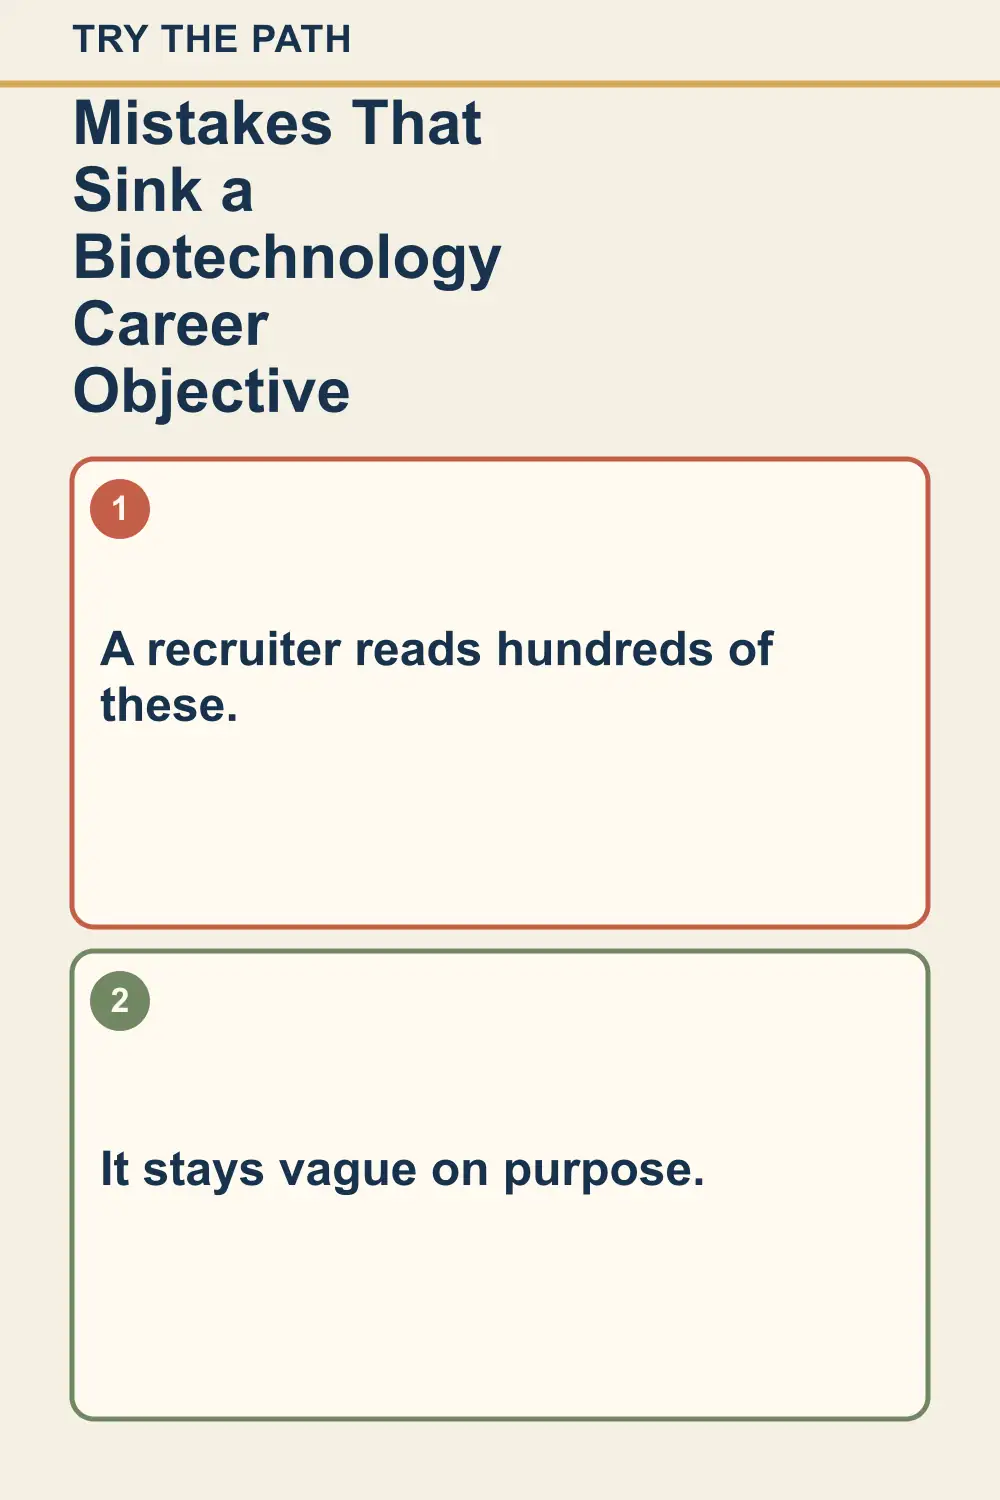 TRY THE PATH
Mistakes That
Sink a
Biotechnology
Career
Objective
1
A recruiter reads hundreds of
these.
2
It stays vague on purpose.